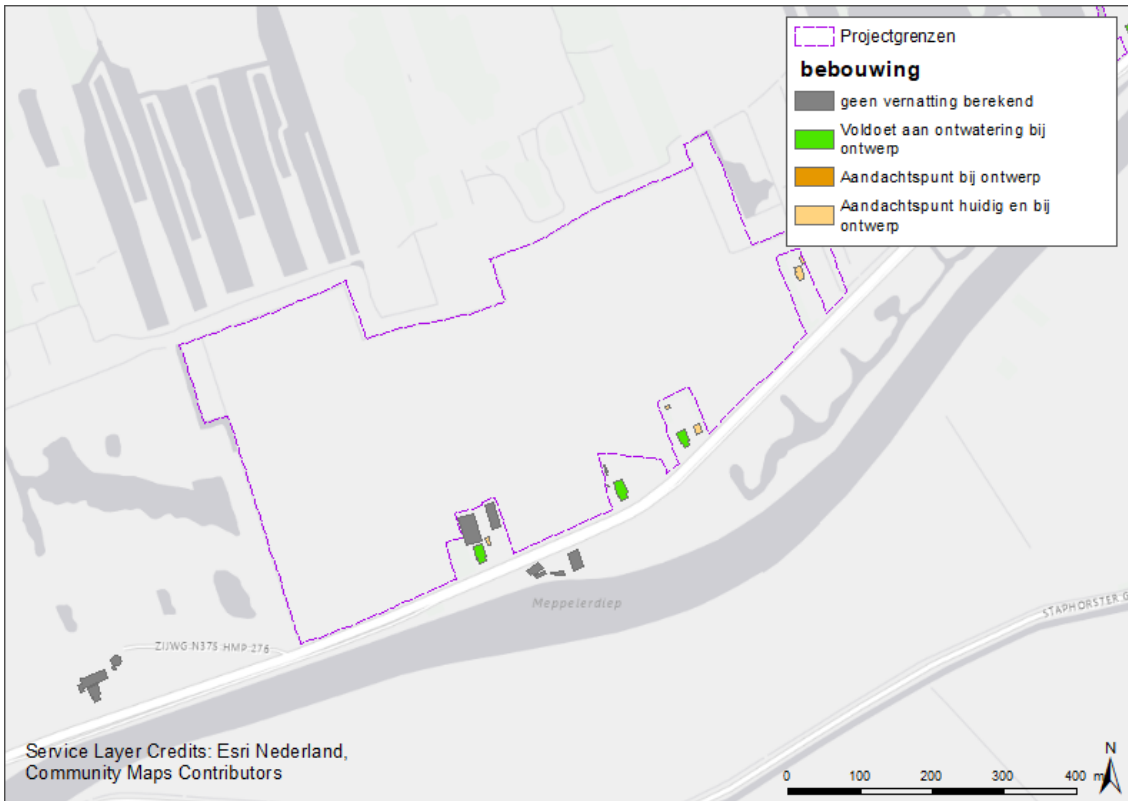 Projectgrenzen
bebouwing
geen vernatting berekend
Voldoet aan ontwatering bij
ontwerp
Aandachtspunt bij ontwerp
Aandachtspunt huidig en bij
ontwerp
Meppelerdiep
STAPHORSTER G
ZIJWG N375 HMP 276
Service Layer Credits: Esri Nederland,
Community Maps Contributors
N
0 100 200 300 400 m